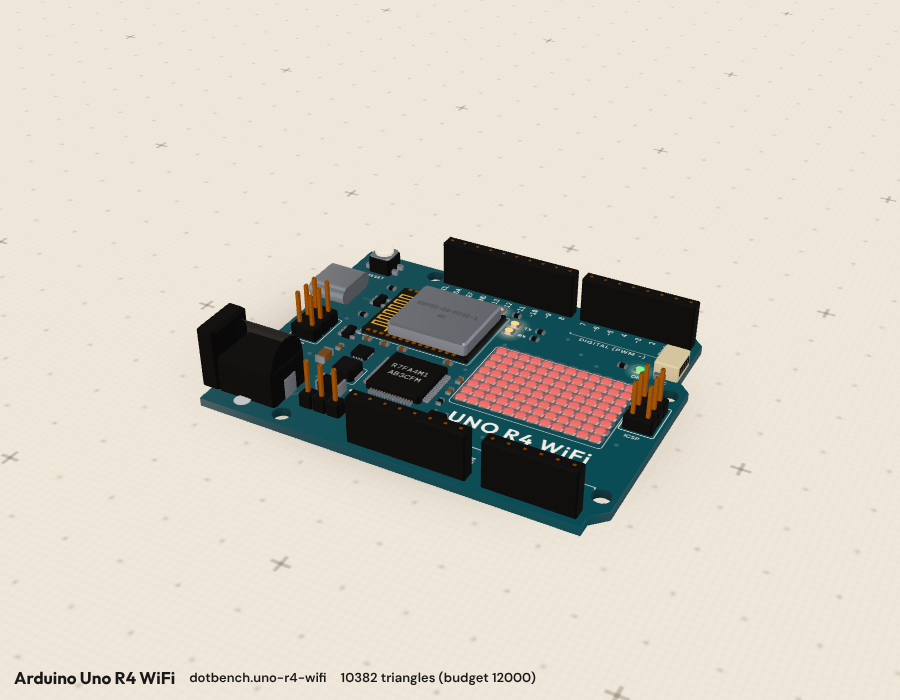 DIGITAL (PWM ~)
R7FA4M1
AB3CFM
UNO R4 WiFi
ICSP
Arduino Uno R4 WiFi dotbench.uno-r4-wifi 10382 triangles (budget 12000)